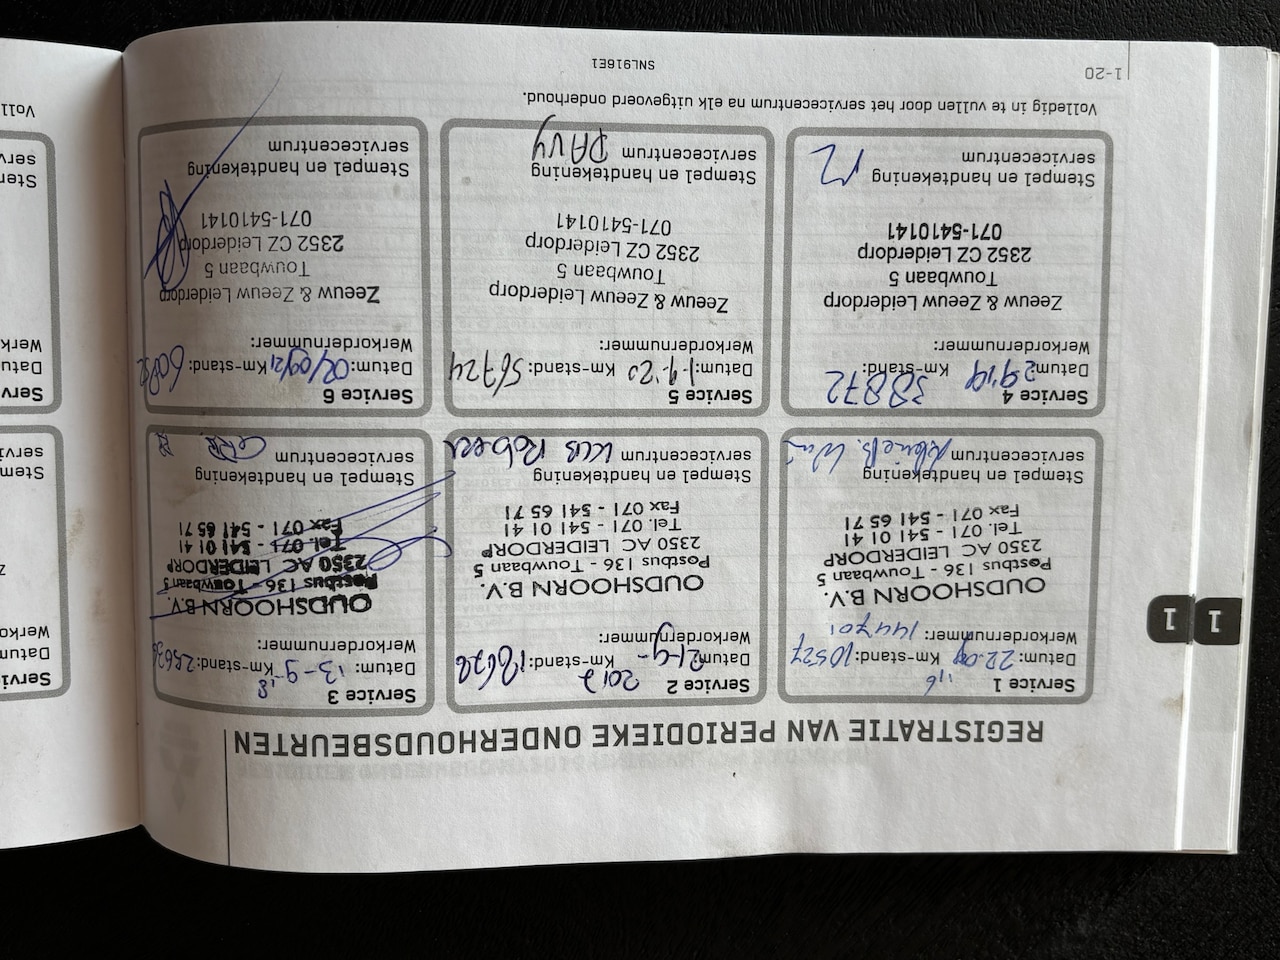 REGISTRATIE VAN PERIODIEKE ONDERHOUDSBEURTEN
Service 1
Datum: 22.09 '16 Km-stand: 10527
Werkordernummer: 144701
OUDSHOORN B.V.
Postbus 136 - Touwbaan 5
2350 AC LEIDERDORP
Tel. 071 - 541 01 41
Fax 071 - 541 65 71
Stempel en handtekening
servicecentrum
Service 2
Datum: 21-9- 2017 Km-stand: 18628
Werkordernummer:
OUDSHOORN B.V.
Postbus 136 - Touwbaan 5
2350 AC LEIDERDORP
Tel. 071 - 541 01 41
Fax 071 - 541 65 71
Stempel en handtekening
servicecentrum
Service 3
Datum: 13-9-18 Km-stand:
Werkordernummer:
OUDSHOORN B.V.
Postbus 136 - Touwbaan 5
2350 AC LEIDERDORP
Tel. 071 - 541 01 41
Fax 071 - 541 65 71
Stempel en handtekening
servicecentrum
Service 4
Datum: Km-stand: 38872
Werkordernummer:
Zeeuw & Zeeuw Leiderdorp
Touwbaan 5
2352 CZ Leiderdorp
071-5410141
Stempel en handtekening
servicecentrum
Service 5
Datum: 1-9-'20 Km-stand: 56724
Werkordernummer:
Zeeuw & Zeeuw Leiderdorp
Touwbaan 5
2352 CZ Leiderdorp
071-5410141
Stempel en handtekening
servicecentrum DAVY
Service 6
Datum: 02/09/21 Km-stand:
Werkordernummer:
Zeeuw & Zeeuw Leiderdorp
Touwbaan 5
2352 CZ Leiderdorp
071-5410141
Stempel en handtekening
servicecentrum
Volledig in te vullen door het servicecentrum na elk uitgevoerd onderhoud.
1-20
SNL916E1
1
1